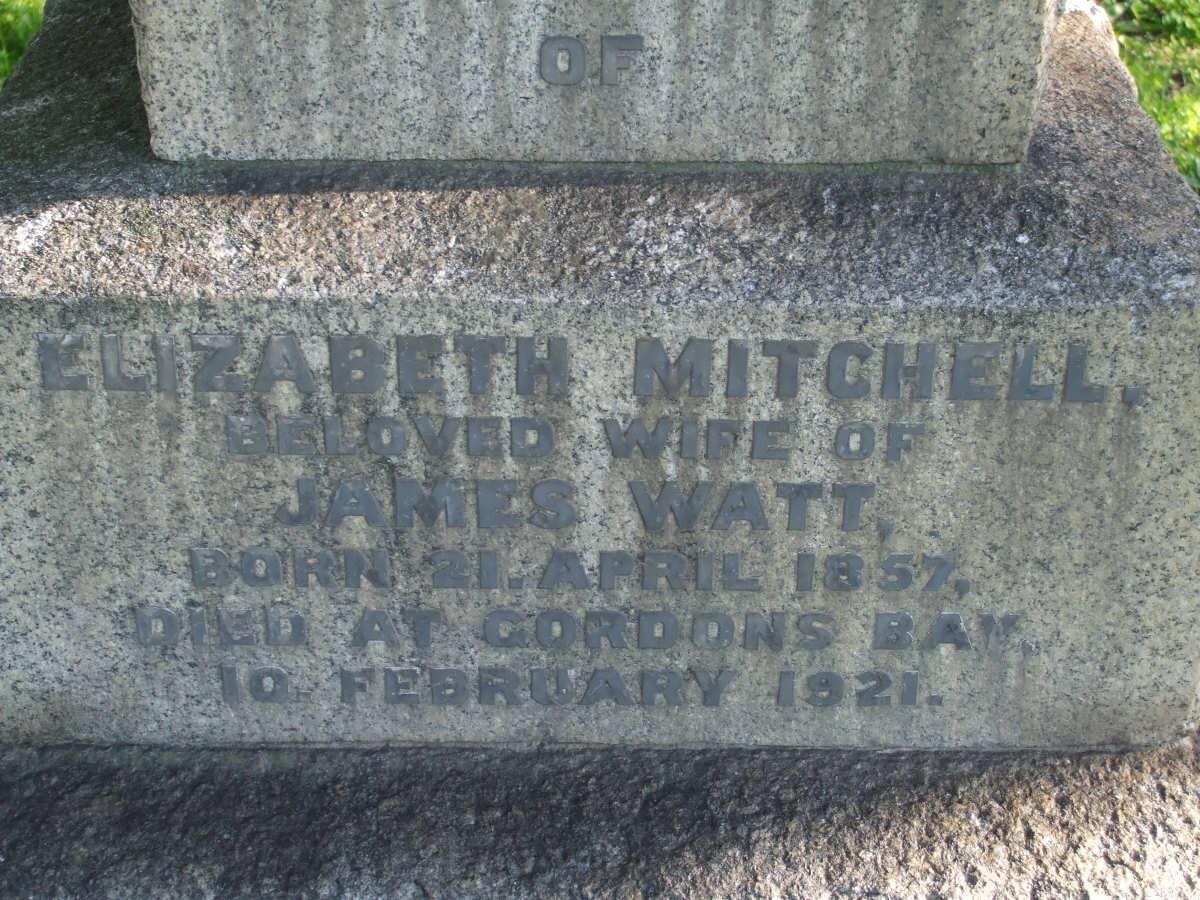 OF
ELIZABETH MITCHELL,
BELOVED WIFE OF
JAMES WATT,
BORN 21. APRIL 1857,
DIED AT GORDONS BAY,
10. FEBRUARY 1921.